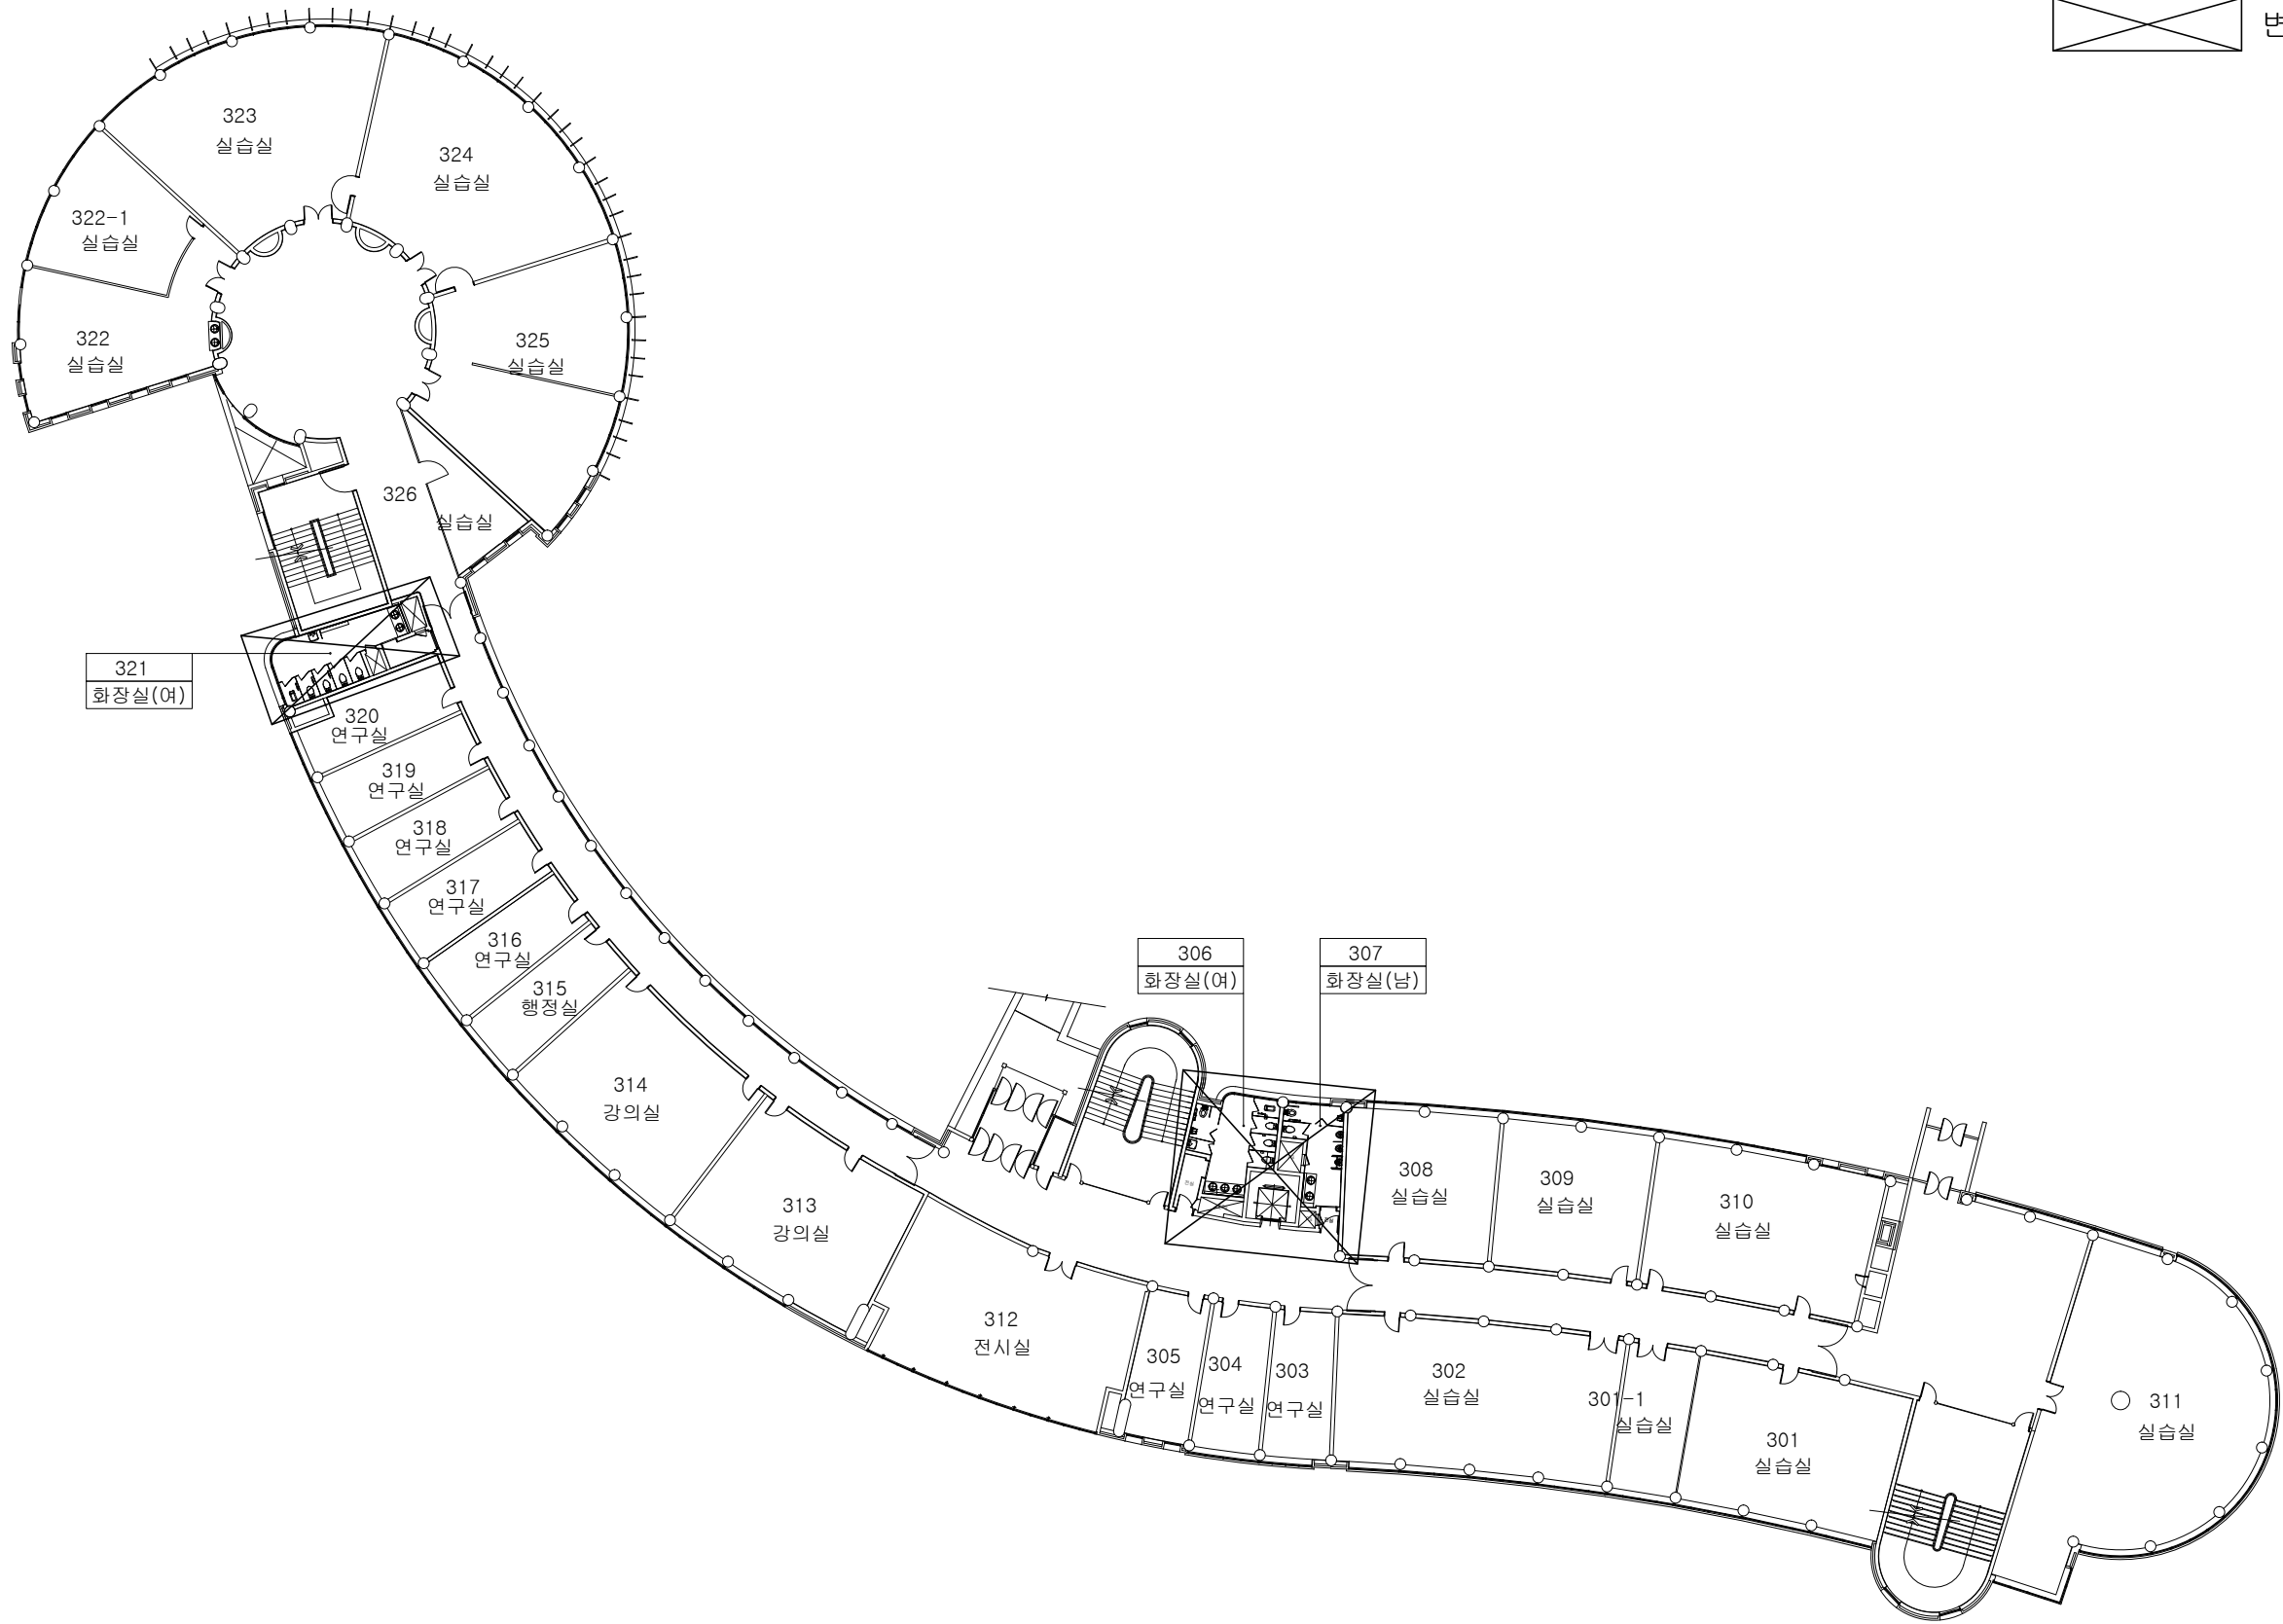 323
실습실
324
실습실
322-1
실습실
322
실습실
325
실습실
326
실습실
321
화장실(여)
320
연구실
319
연구실
318
연구실
317
연구실
316
연구실
315
행정실
314
강의실
313
강의실
312
전시실
306
화장실(여)
307
화장실(남)
308
실습실
309
실습실
310
실습실
305
연구실
304
연구실
303
연구실
302
실습실
301-1
실습실
301
실습실
311
실습실